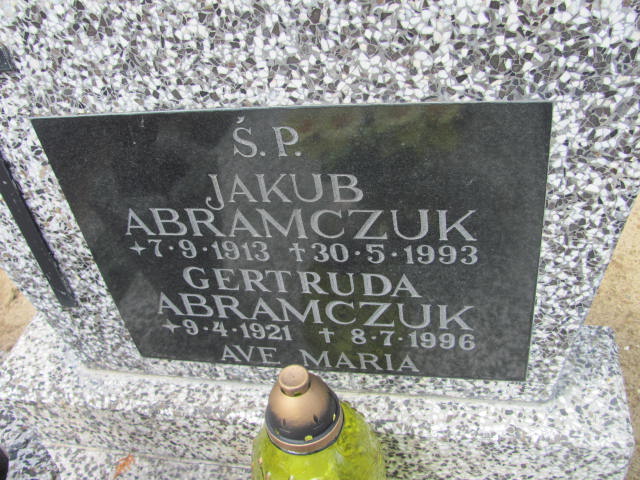 Ś.P.
JAKUB
ABRAMCZUK
✶7·9·1913 ✝30·5·1993
GERTRUDA
ABRAMCZUK
✶9·4·1921 ✝8·7·1996
AVE MARIA